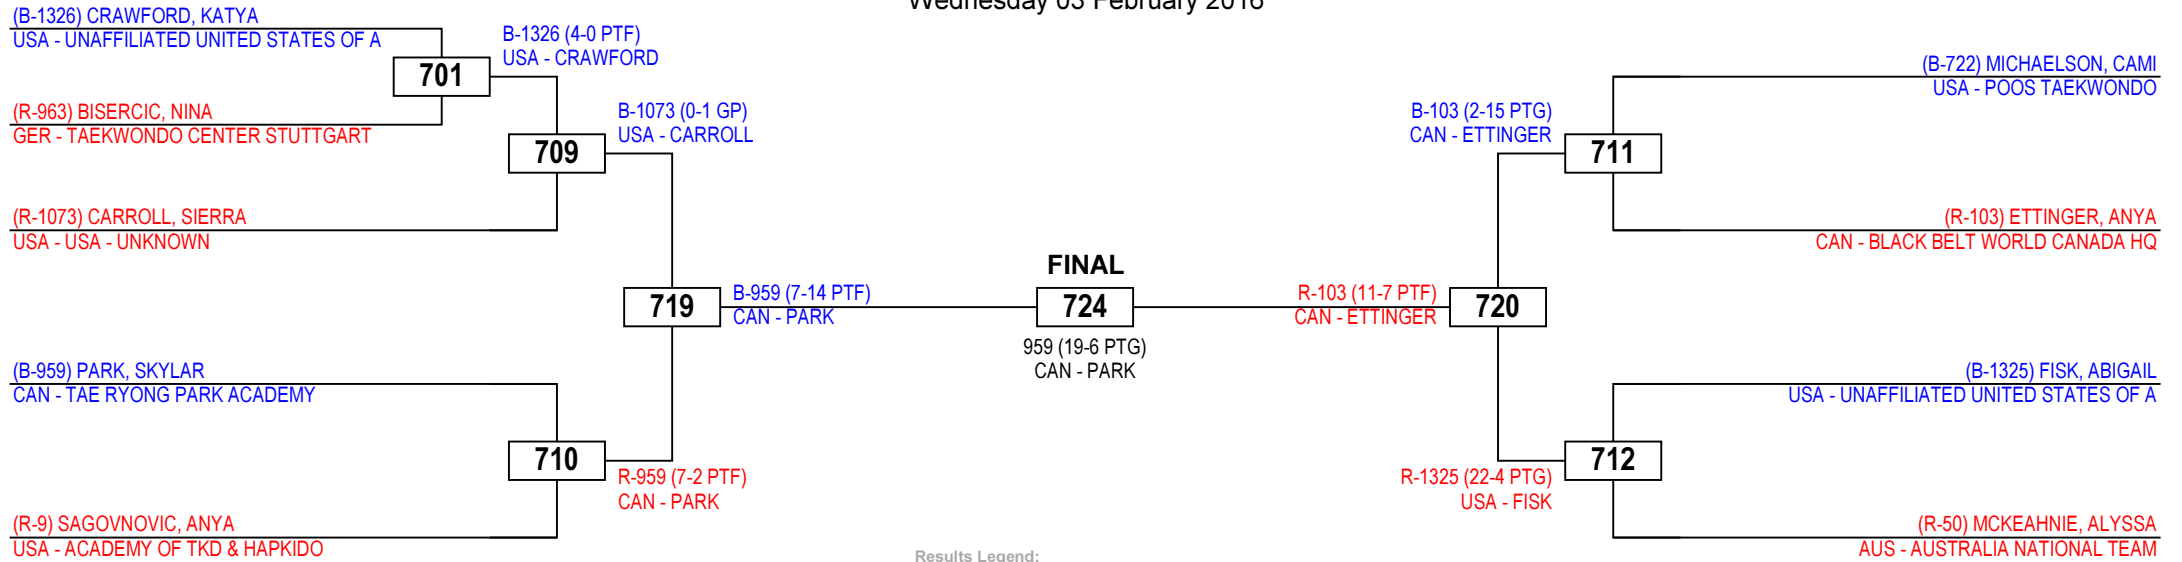 Wednesday 03 February 2016
(B-1326) CRAWFORD, KATYA
USA - UNAFFILIATED UNITED STATES OF A
701
(R-963) BISERCIC, NINA
GER - TAEKWONDO CENTER STUTTGART
B-1326 (4-0 PTF)
USA - CRAWFORD
709
(R-1073) CARROLL, SIERRA
USA - USA - UNKNOWN
B-1073 (0-1 GP)
USA - CARROLL
719
(B-959) PARK, SKYLAR
CAN - TAE RYONG PARK ACADEMY
710
(R-9) SAGOVNOVIC, ANYA
USA - ACADEMY OF TKD & HAPKIDO
R-959 (7-2 PTF)
CAN - PARK
B-959 (7-14 PTF)
CAN - PARK
FINAL
724
959 (19-6 PTG)
CAN - PARK
R-103 (11-7 PTF)
CAN - ETTINGER
720
B-103 (2-15 PTG)
CAN - ETTINGER
711
(B-722) MICHAELSON, CAMI
USA - POOS TAEKWONDO
(R-103) ETTINGER, ANYA
CAN - BLACK BELT WORLD CANADA HQ
R-1325 (22-4 PTG)
USA - FISK
712
(B-1325) FISK, ABIGAIL
USA - UNAFFILIATED UNITED STATES OF A
(R-50) MCKEAHNIE, ALYSSA
AUS - AUSTRALIA NATIONAL TEAM
Results Legend: